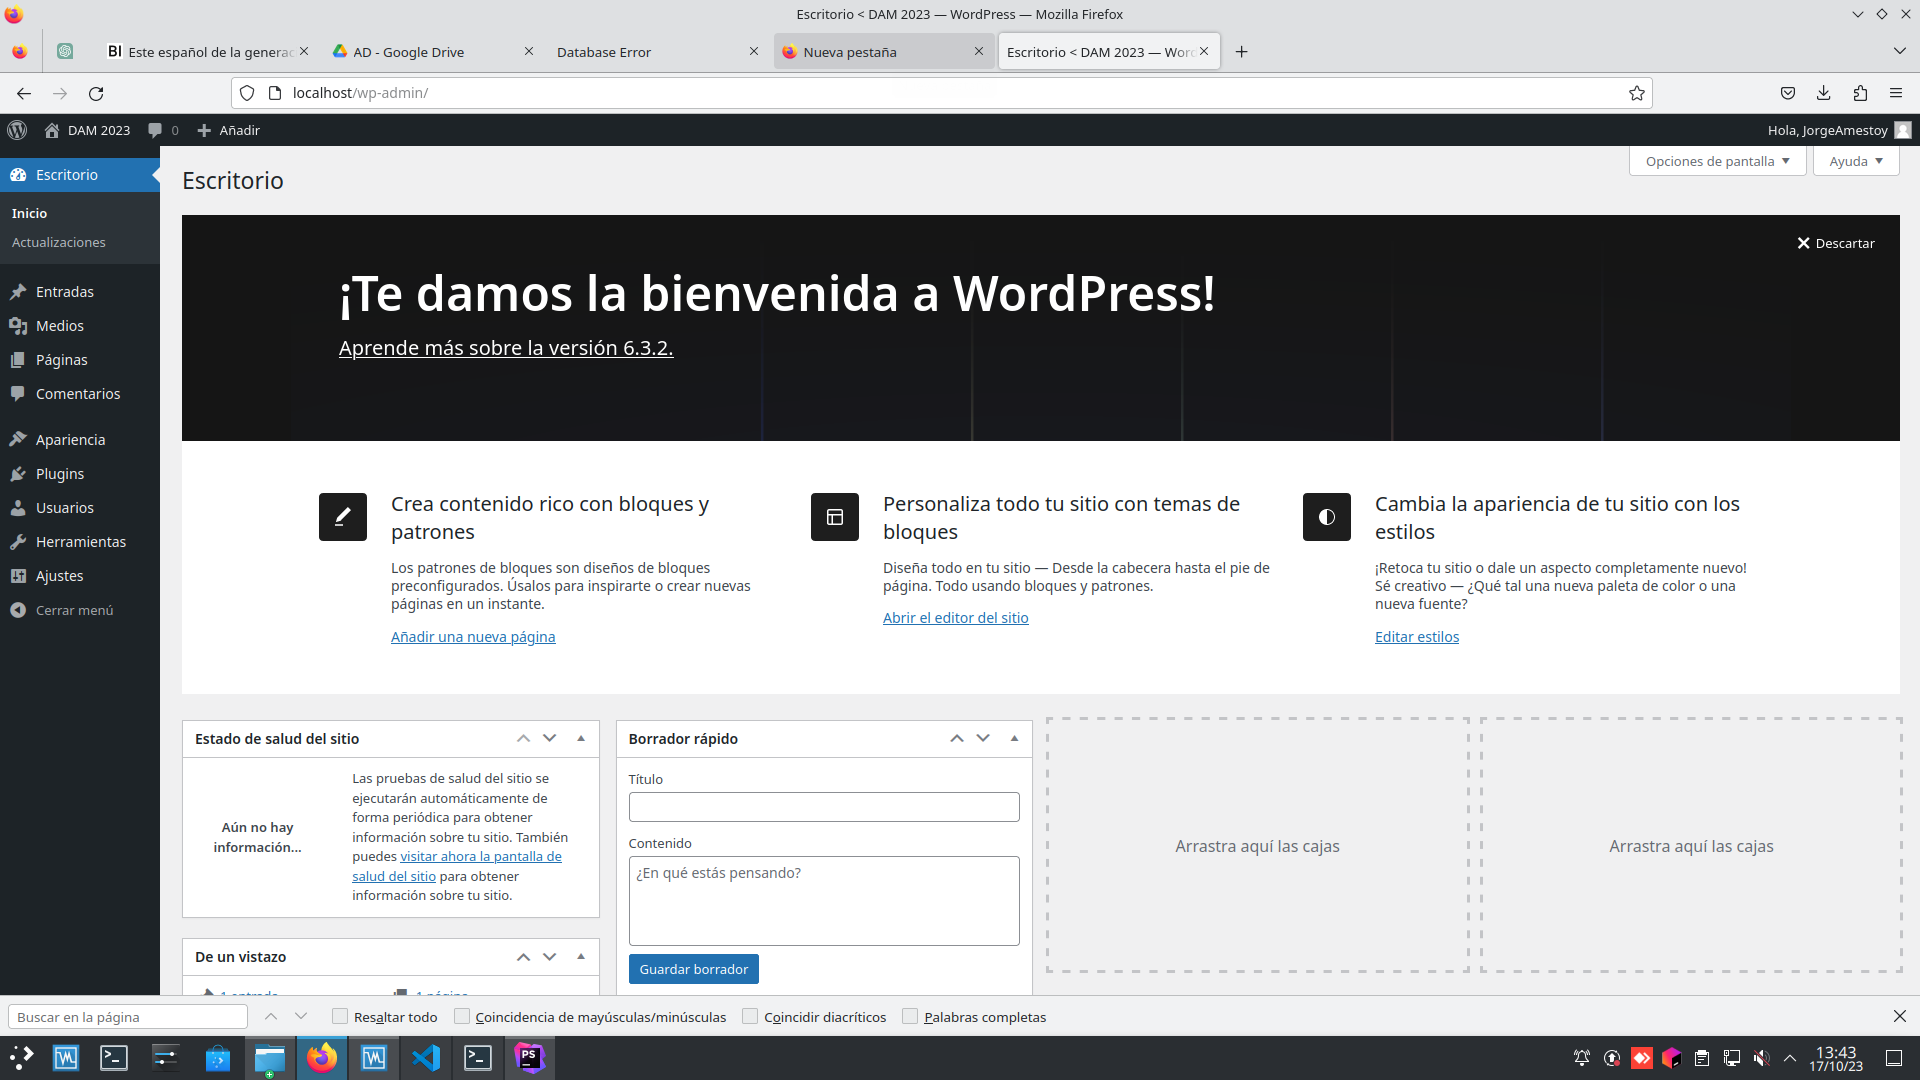 Escritorio < DAM 2023 — WordPress — Mozilla Firefox
BI Este español de la generac
AD - Google Drive
Database Error
Nueva pestaña
Escritorio < DAM 2023 — Wor
localhost/wp-admin/
DAM 2023
0
Añadir
Hola, JorgeAmestoy
Escritorio
Inicio
Actualizaciones
Entradas
Medios
Páginas
Comentarios
Apariencia
Plugins
Usuarios
Herramientas
Ajustes
Cerrar menú
Opciones de pantalla
Ayuda
Escritorio
Descartar
¡Te damos la bienvenida a WordPress!
Aprende más sobre la versión 6.3.2.
Crea contenido rico con bloques y
patrones
Los patrones de bloques son diseños de bloques
preconfigurados. Úsalos para inspirarte o crear nuevas
páginas en un instante.
Añadir una nueva página
Personaliza todo tu sitio con temas de
bloques
Diseña todo en tu sitio — Desde la cabecera hasta el pie de
página. Todo usando bloques y patrones.
Abrir el editor del sitio
Cambia la apariencia de tu sitio con los
estilos
¡Retoca tu sitio o dale un aspecto completamente nuevo!
Sé creativo — ¿Qué tal una nueva paleta de color o una
nueva fuente?
Editar estilos
Estado de salud del sitio
Aún no hay
información...
Las pruebas de salud del sitio se
ejecutarán automáticamente de
forma periódica para obtener
información sobre tu sitio. También
puedes visitar ahora la pantalla de
salud del sitio para obtener
información sobre tu sitio.
De un vistazo
1 entrada
1 página
Borrador rápido
Título
Contenido
¿En qué estás pensando?
Guardar borrador
Arrastra aquí las cajas
Arrastra aquí las cajas
Buscar en la página
Resaltar todo
Coincidencia de mayúsculas/minúsculas
Coincidir diacríticos
Palabras completas
PS
13:43
17/10/23